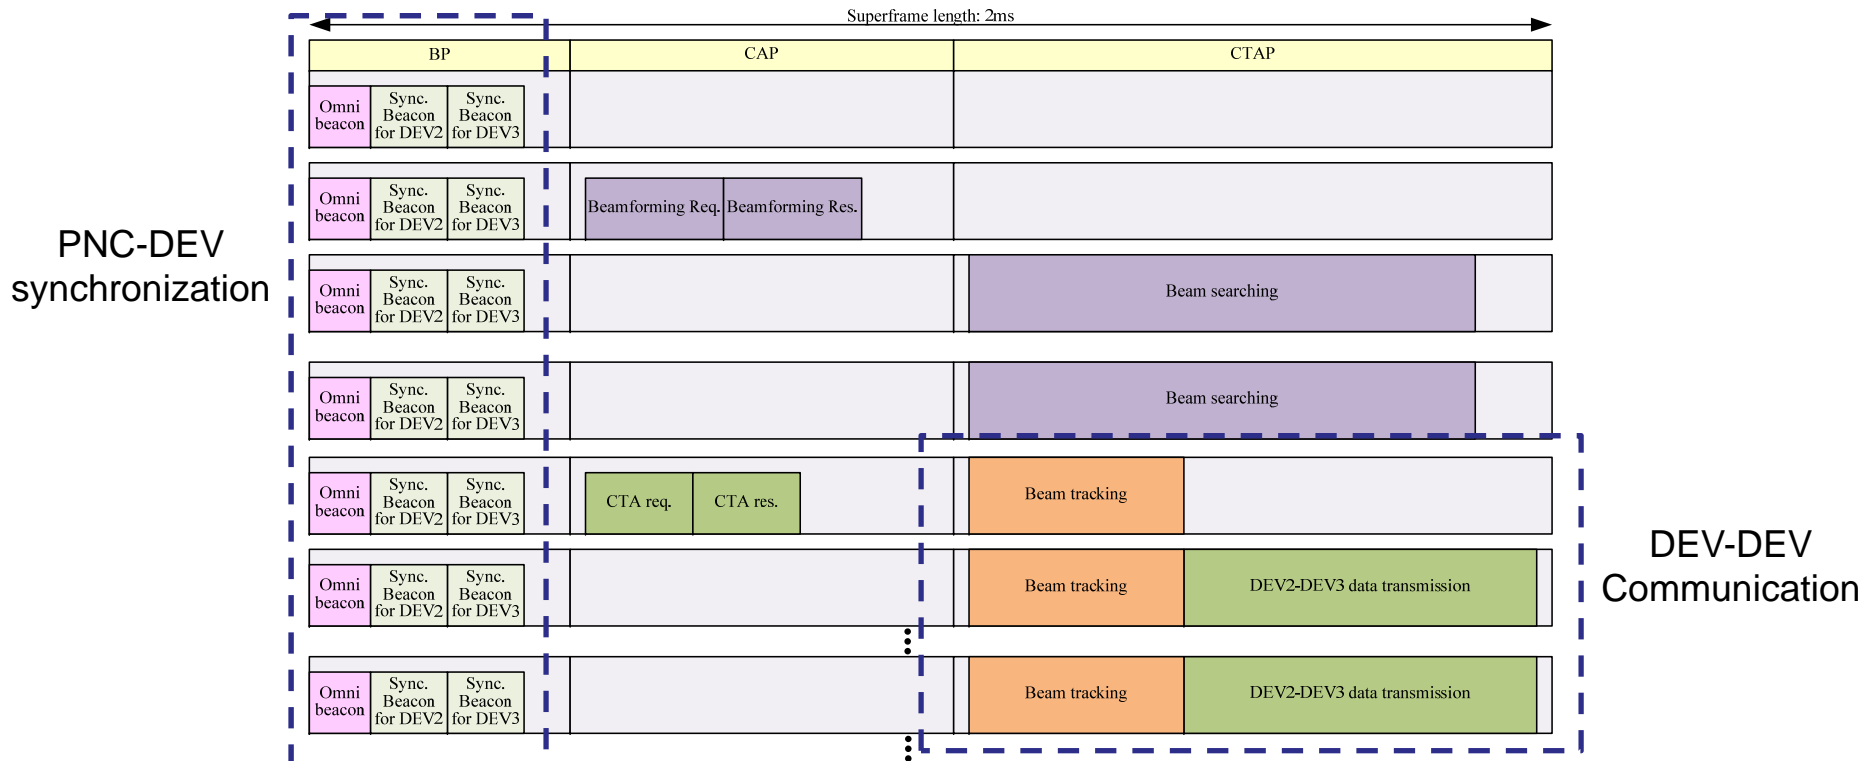 Superframe length: 2ms
BP
CAP
CTAP
Omni
beacon
Sync.
Beacon
for DEV2
Sync.
Beacon
for DEV3
Omni
beacon
Sync.
Beacon
for DEV2
Sync.
Beacon
for DEV3
Beamforming Req.
Beamforming Res.
PNC-DEV
synchronization
Omni
beacon
Sync.
Beacon
for DEV2
Sync.
Beacon
for DEV3
Beam searching
Omni
beacon
Sync.
Beacon
for DEV2
Sync.
Beacon
for DEV3
Beam searching
Omni
beacon
Sync.
Beacon
for DEV2
Sync.
Beacon
for DEV3
CTA req.
CTA res.
Beam tracking
Omni
beacon
Sync.
Beacon
for DEV2
Sync.
Beacon
for DEV3
Beam tracking
DEV2-DEV3 data transmission
DEV-DEV
Communication
Omni
beacon
Sync.
Beacon
for DEV2
Sync.
Beacon
for DEV3
Beam tracking
DEV2-DEV3 data transmission